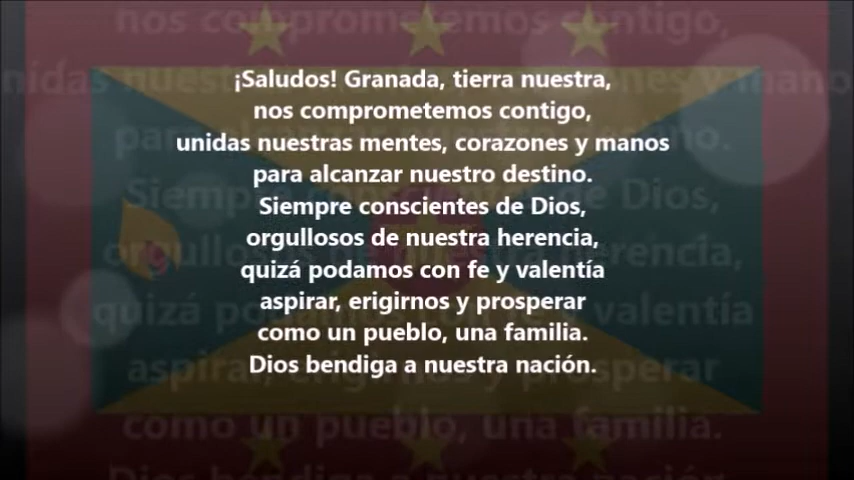 ¡Saludos! Granada, tierra nuestra,
nos comprometemos contigo,
unidas nuestras mentes, corazones y manos
para alcanzar nuestro destino.
Siempre conscientes de Dios,
orgullosos de nuestra herencia,
quizá podamos con fe y valentía
aspirar, erigirnos y prosperar
como un pueblo, una familia.
Dios bendiga a nuestra nación.